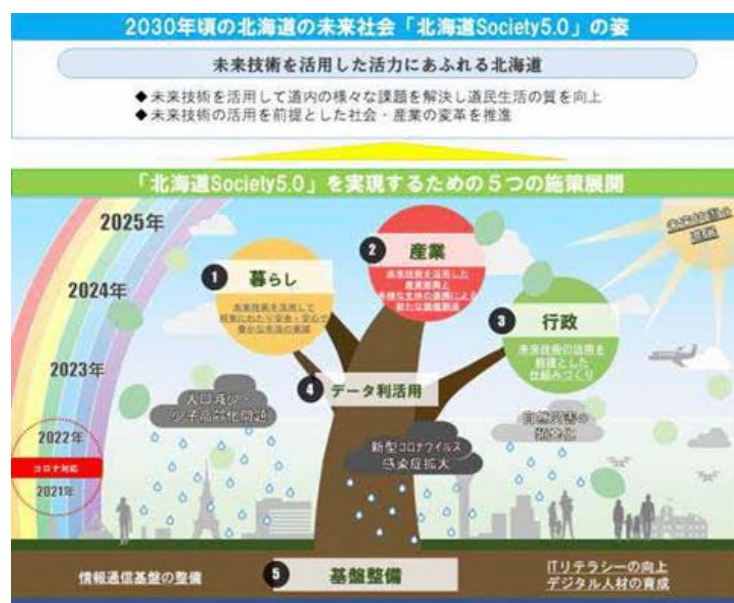 2030年頃の北海道の未来社会「北海道Society5.0」の姿
未来技術を活用した活力にあふれる北海道
◆未来技術を活用して道内の様々な課題を解決し道民生活の質を向上
◆未来技術の活用を前提とした社会・産業の変革を推進
「北海道Society5.0」を実現するための５つの施策展開
2025年
2024年
2023年
2022年
コロナ対応
2021年
未来技術の
進展
1 暮らし
未来技術を活用して
将来にわたり安全・安心で
豊かな生活の実現
2 産業
未来技術を活用した
産業振興と
多様な主体の連携による
新たな価値創造
3 行政
未来技術の活用を
前提とした
仕組みづくり
4 データ利活用
人口減少・
少子高齢化問題
新型コロナウイルス
感染症拡大
自然災害の
5 基盤整備
情報通信基盤の整備
ITリテラシーの向上
デジタル人材の育成